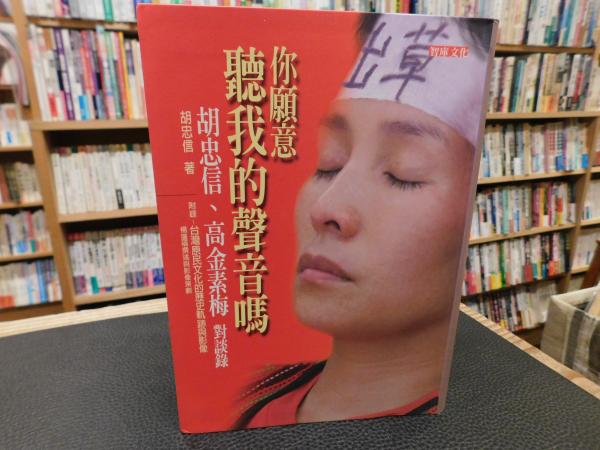 智庫文化
出草
你願意
聽我的聲音嗎
胡忠信、高金素梅 對談錄
胡忠信 著
附錄－台灣原民文化的歷史軌跡與影像